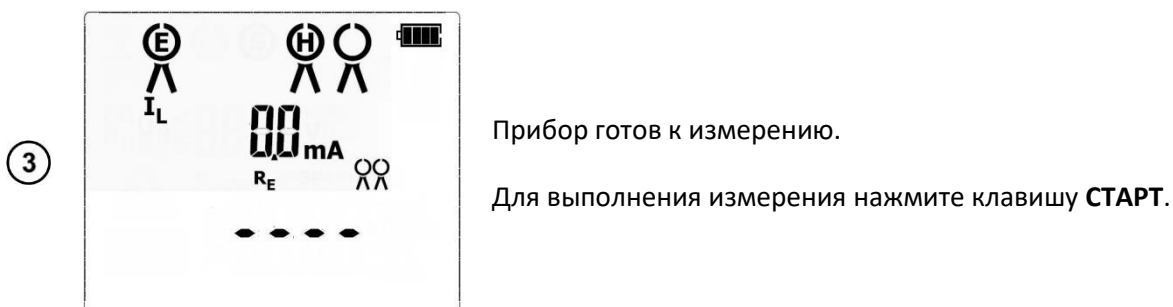 E H
I_L
0.0 mA
R_E
- - - -
3
Прибор готов к измерению.
Для выполнения измерения нажмите клавишу СТАРТ.